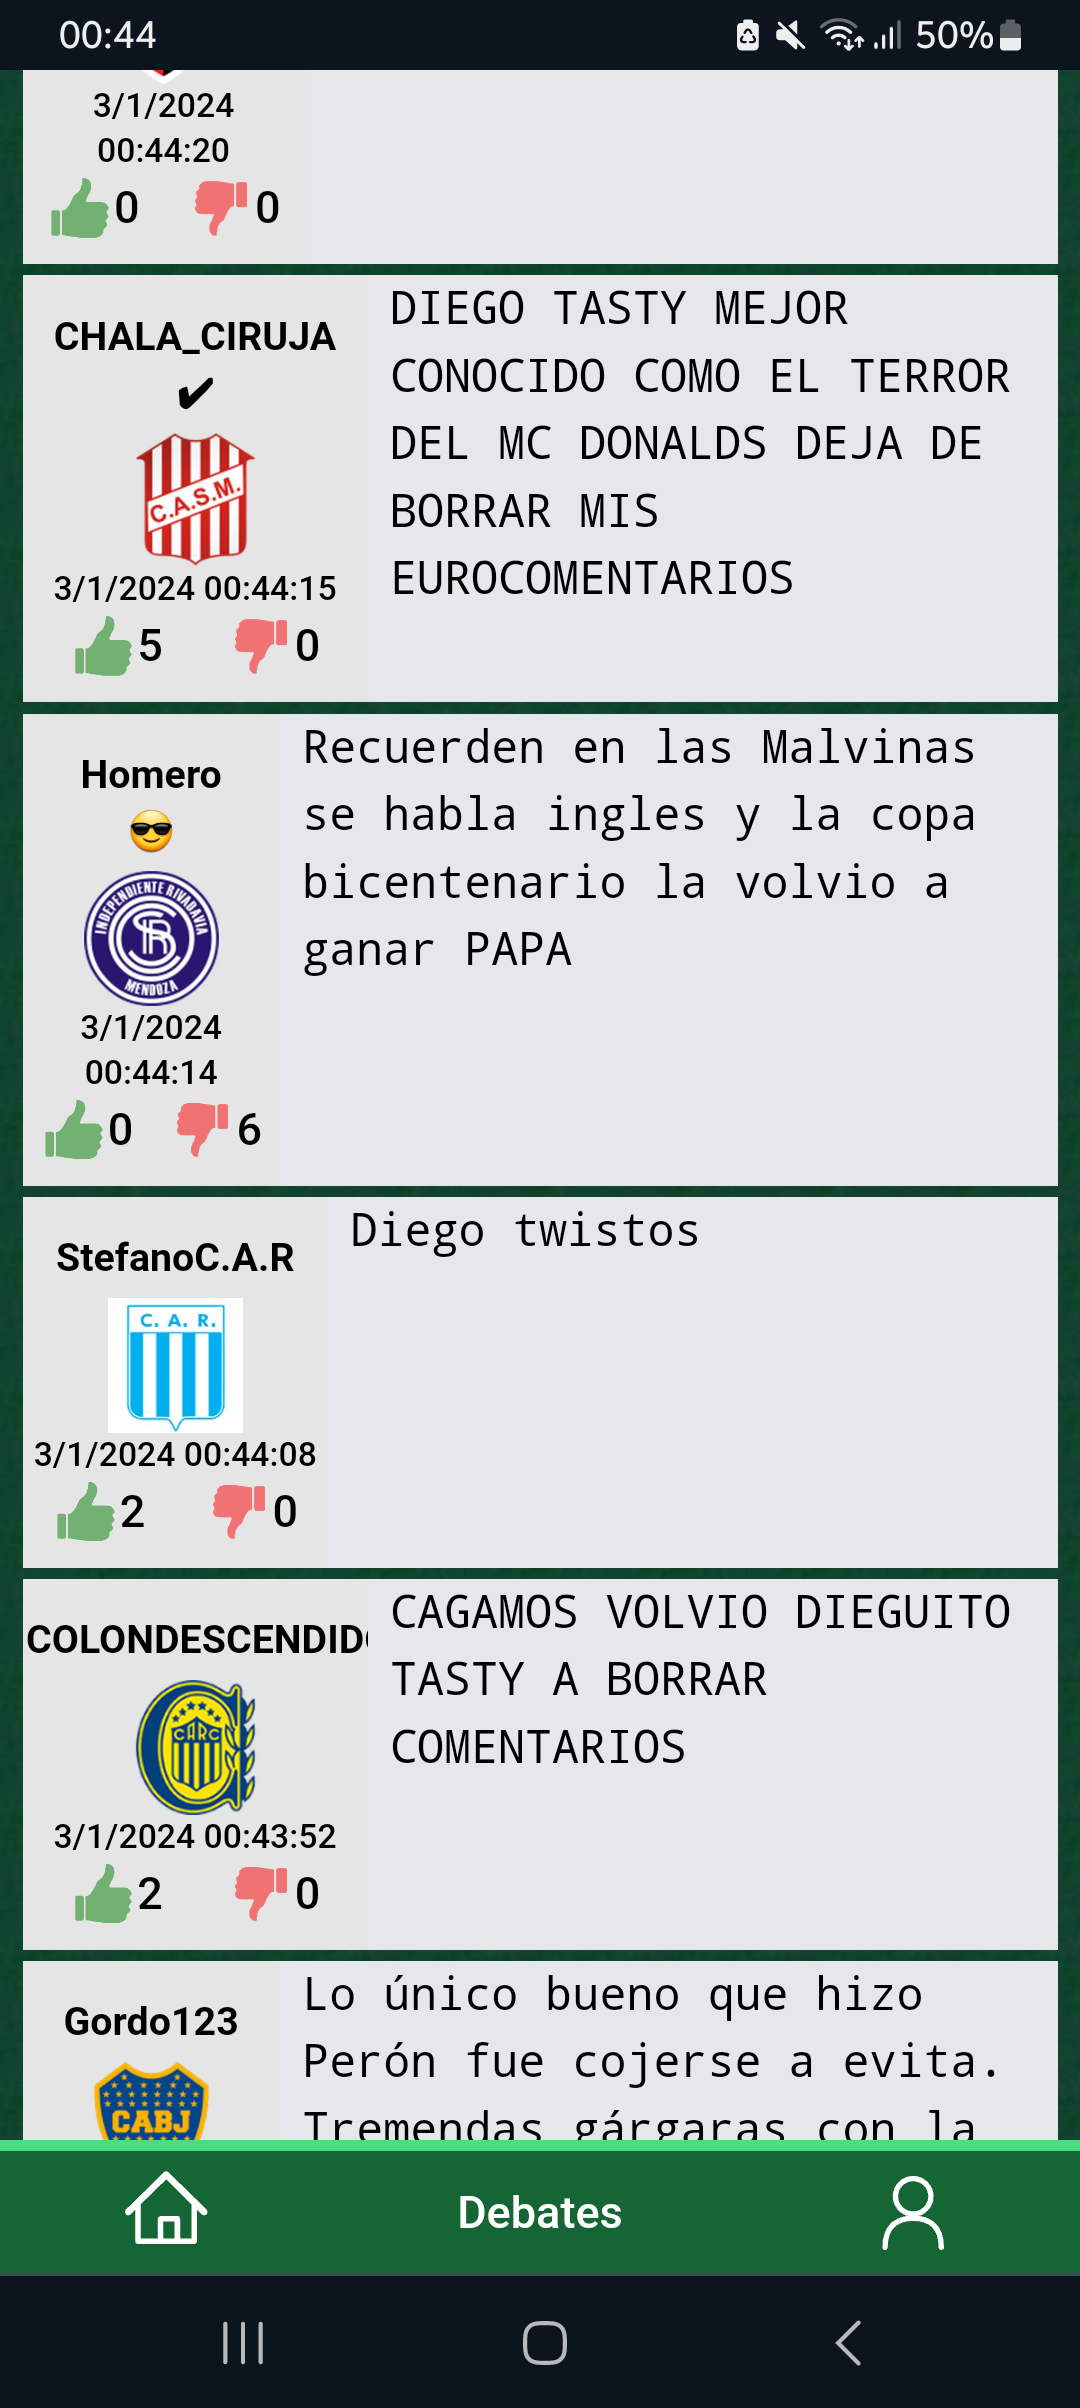 00:44
50%
3/1/2024
00:44:20
0 0
CHALA_CIRUJA
✔
C.A.S.M.
3/1/2024 00:44:15
5 0
DIEGO TASTY MEJOR
CONOCIDO COMO EL TERROR
DEL MC DONALDS DEJA DE
BORRAR MIS
EUROCOMENTARIOS
Homero
😎
INDEPENDIENTE RIVADAVIA
MENDOZA
3/1/2024
00:44:14
0 6
Recuerden en las Malvinas
se habla ingles y la copa
bicentenario la volvio a
ganar PAPA
StefanoC.A.R
C. A. R.
3/1/2024 00:44:08
2 0
Diego twistos
COLONDESCENDID
CARC
3/1/2024 00:43:52
2 0
CAGAMOS VOLVIO DIEGUITO
TASTY A BORRAR
COMENTARIOS
Gordo123
CABJ
Lo único bueno que hizo
Perón fue cojerse a evita.
Tremendas gárgaras con la
Debates